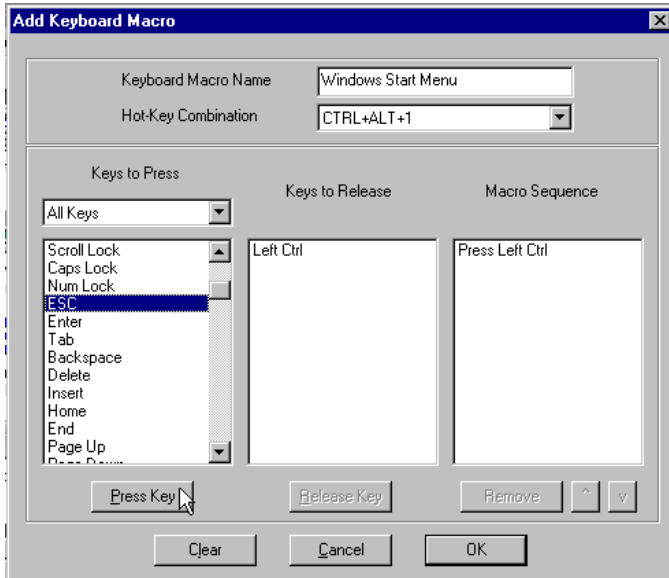 Add Keyboard Macro
Keyboard Macro Name
Windows Start Menu
Hot-Key Combination
CTRL+ALT+1
Keys to Press
Keys to Release
Macro Sequence
All Keys
Scroll Lock
Caps Lock
Num Lock
ESC
Enter
Tab
Backspace
Delete
Insert
Home
End
Page Up
Page Down
Left Ctrl
Press Left Ctrl
Press Key
Release Key
Remove
^
v
Clear
Cancel
OK